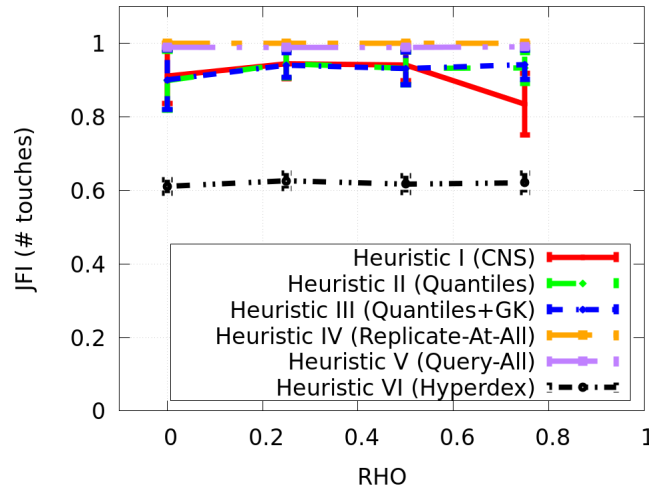 1
0.8
0.6
0.4
0.2
0
JFI (# touches)
Heuristic I (CNS)
Heuristic II (Quantiles)
Heuristic III (Quantiles+GK)
Heuristic IV (Replicate-At-All)
Heuristic V (Query-All)
Heuristic VI (Hyperdex)
0 0.2 0.4 0.6 0.8 1
RHO